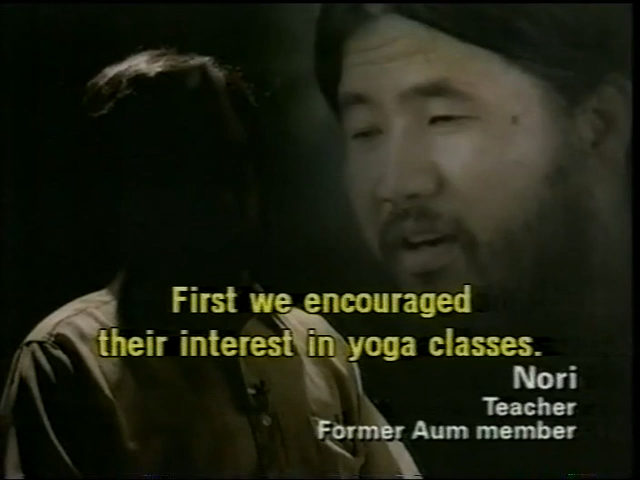 First we encouraged
their interest in yoga classes.
Nori
Teacher
Former Aum member